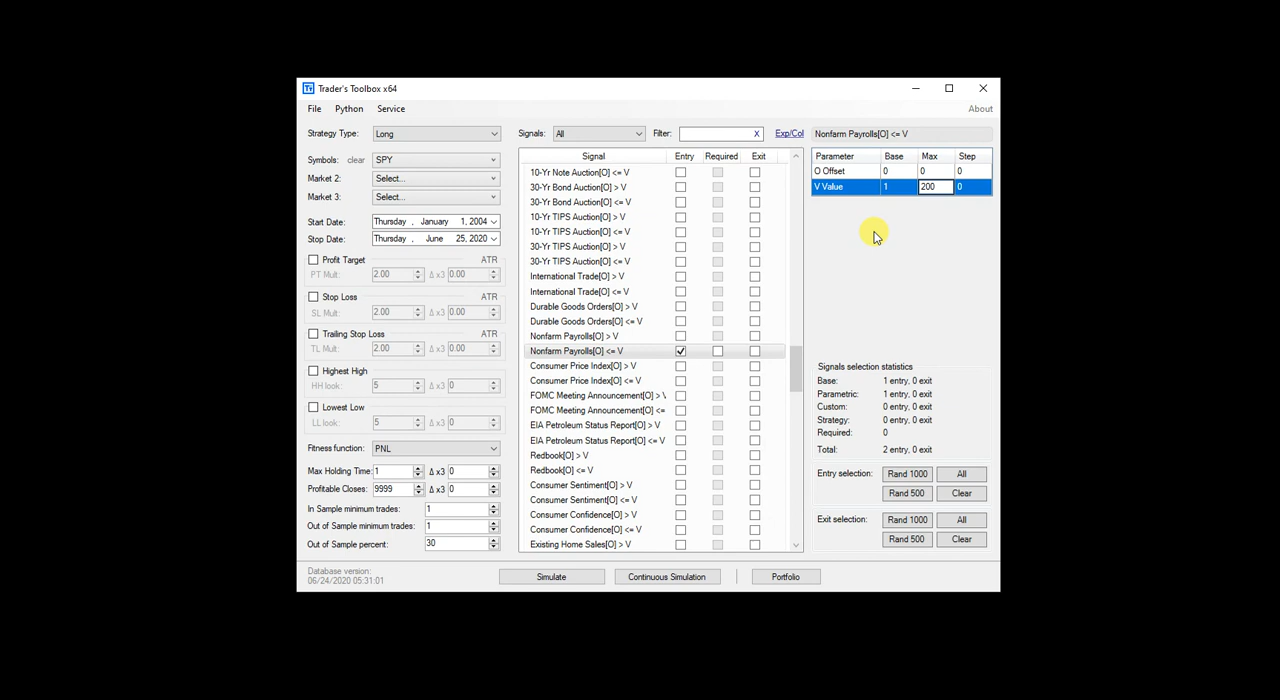 Trader's Toolbox x64
File Python Service About
Strategy Type: Long
Symbols: clear SPY
Market 2: Select...
Market 3: Select...
Start Date: Thursday , January 1, 2004
Stop Date: Thursday , June 25, 2020
Profit Target ATR
PT Mult: 2.00 Δ x3 0.00
Stop Loss ATR
SL Mult: 2.00 Δ x3 0.00
Trailing Stop Loss ATR
TL Mult: 2.00 Δ x3 0.00
Highest High
HH look: 5 Δ x3 0
Lowest Low
LL look: 5 Δ x3 0
Fitness function: PNL
Max Holding Time: 1 Δ x3 0
Profitable Closes: 9999 Δ x3 0
In Sample minimum trades: 1
Out of Sample minimum trades: 1
Out of Sample percent: 30
Signals: All Filter: X Exp/Col
Signal Entry Required Exit
10-Yr Note Auction[O] <= V
30-Yr Bond Auction[O] > V
30-Yr Bond Auction[O] <= V
10-Yr TIPS Auction[O] > V
10-Yr TIPS Auction[O] <= V
30-Yr TIPS Auction[O] > V
30-Yr TIPS Auction[O] <= V
International Trade[O] > V
International Trade[O] <= V
Durable Goods Orders[O] > V
Durable Goods Orders[O] <= V
Nonfarm Payrolls[O] > V
Nonfarm Payrolls[O] <= V
Consumer Price Index[O] > V
Consumer Price Index[O] <= V
FOMC Meeting Announcement[O] > V
FOMC Meeting Announcement[O] <=
EIA Petroleum Status Report[O] > V
EIA Petroleum Status Report[O] <= V
Redbook[O] > V
Redbook[O] <= V
Consumer Sentiment[O] > V
Consumer Sentiment[O] <= V
Consumer Confidence[O] > V
Consumer Confidence[O] <= V
Existing Home Sales[O] > V
Nonfarm Payrolls[O] <= V
Parameter Base Max Step
O Offset 0 0 0
V Value 1 200 0
Signals selection statistics
Base: 1 entry, 0 exit
Parametric: 1 entry, 0 exit
Custom: 0 entry, 0 exit
Strategy: 0 entry, 0 exit
Required: 0
Total: 2 entry, 0 exit
Entry selection: Rand 1000 All
Rand 500 Clear
Exit selection: Rand 1000 All
Rand 500 Clear
Database version:
06/24/2020 05:31:01
Simulate Continuous Simulation Portfolio